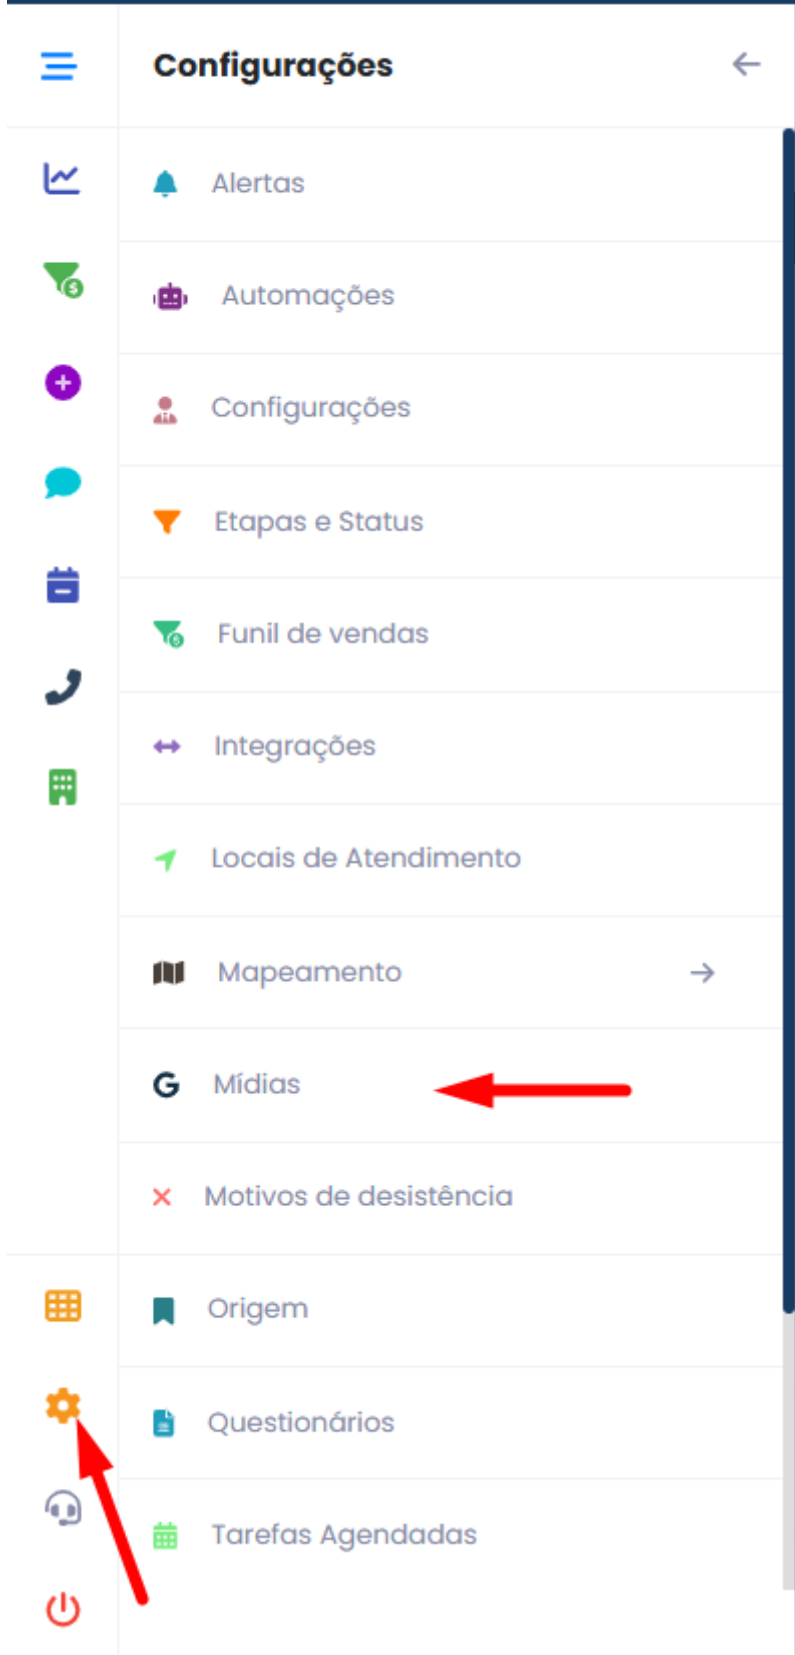 Configurações
Alertas
Automações
Configurações
Etapas e Status
Funil de vendas
Integrações
Locais de Atendimento
Mapeamento
Mídias
Motivos de desistência
Origem
Questionários
Tarefas Agendadas